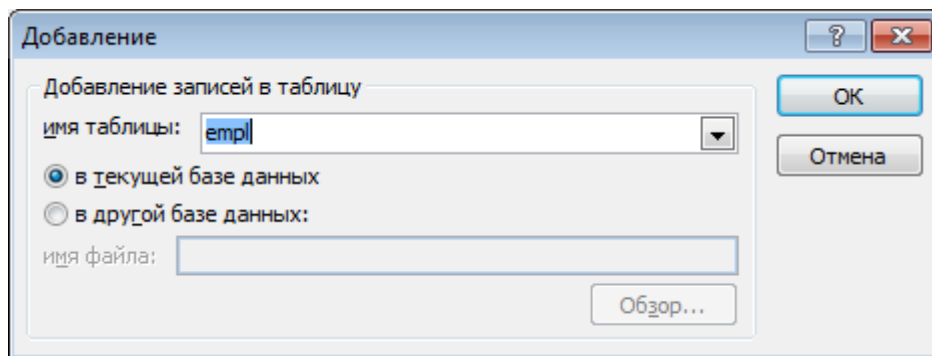 Добавление
Добавление записей в таблицу
имя таблицы: empl
в текущей базе данных
в другой базе данных:
имя файла:
Обзор...
ОК
Отмена